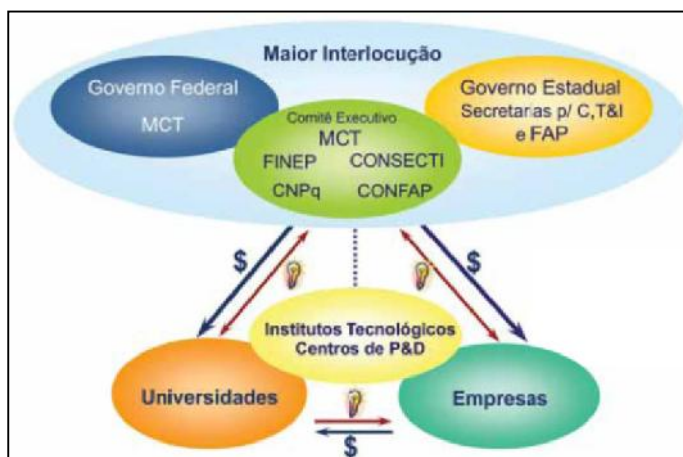 Maior Interlocução
Governo Federal
MCT
Governo Estadual
Secretarias p/ C,T&I
e FAP
Comitê Executivo
MCT
FINEP CONSECTI
CNPq CONFAP
$
$
Institutos Tecnológicos
Centros de P&D
Universidades
Empresas
$